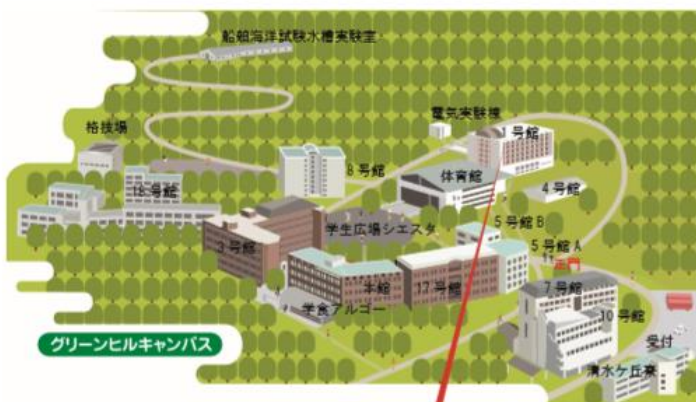 船舶海洋試験水槽実験室
格技場
電気実験棟
1号館
8号館
体育館
18号館
4号館
学生広場シエスタ
5号館B
3号館
5号館A
正門
本館
17号館
7号館
学食アルゴー
10号館
受付
グリーンヒルキャンパス
清水ケ丘寮